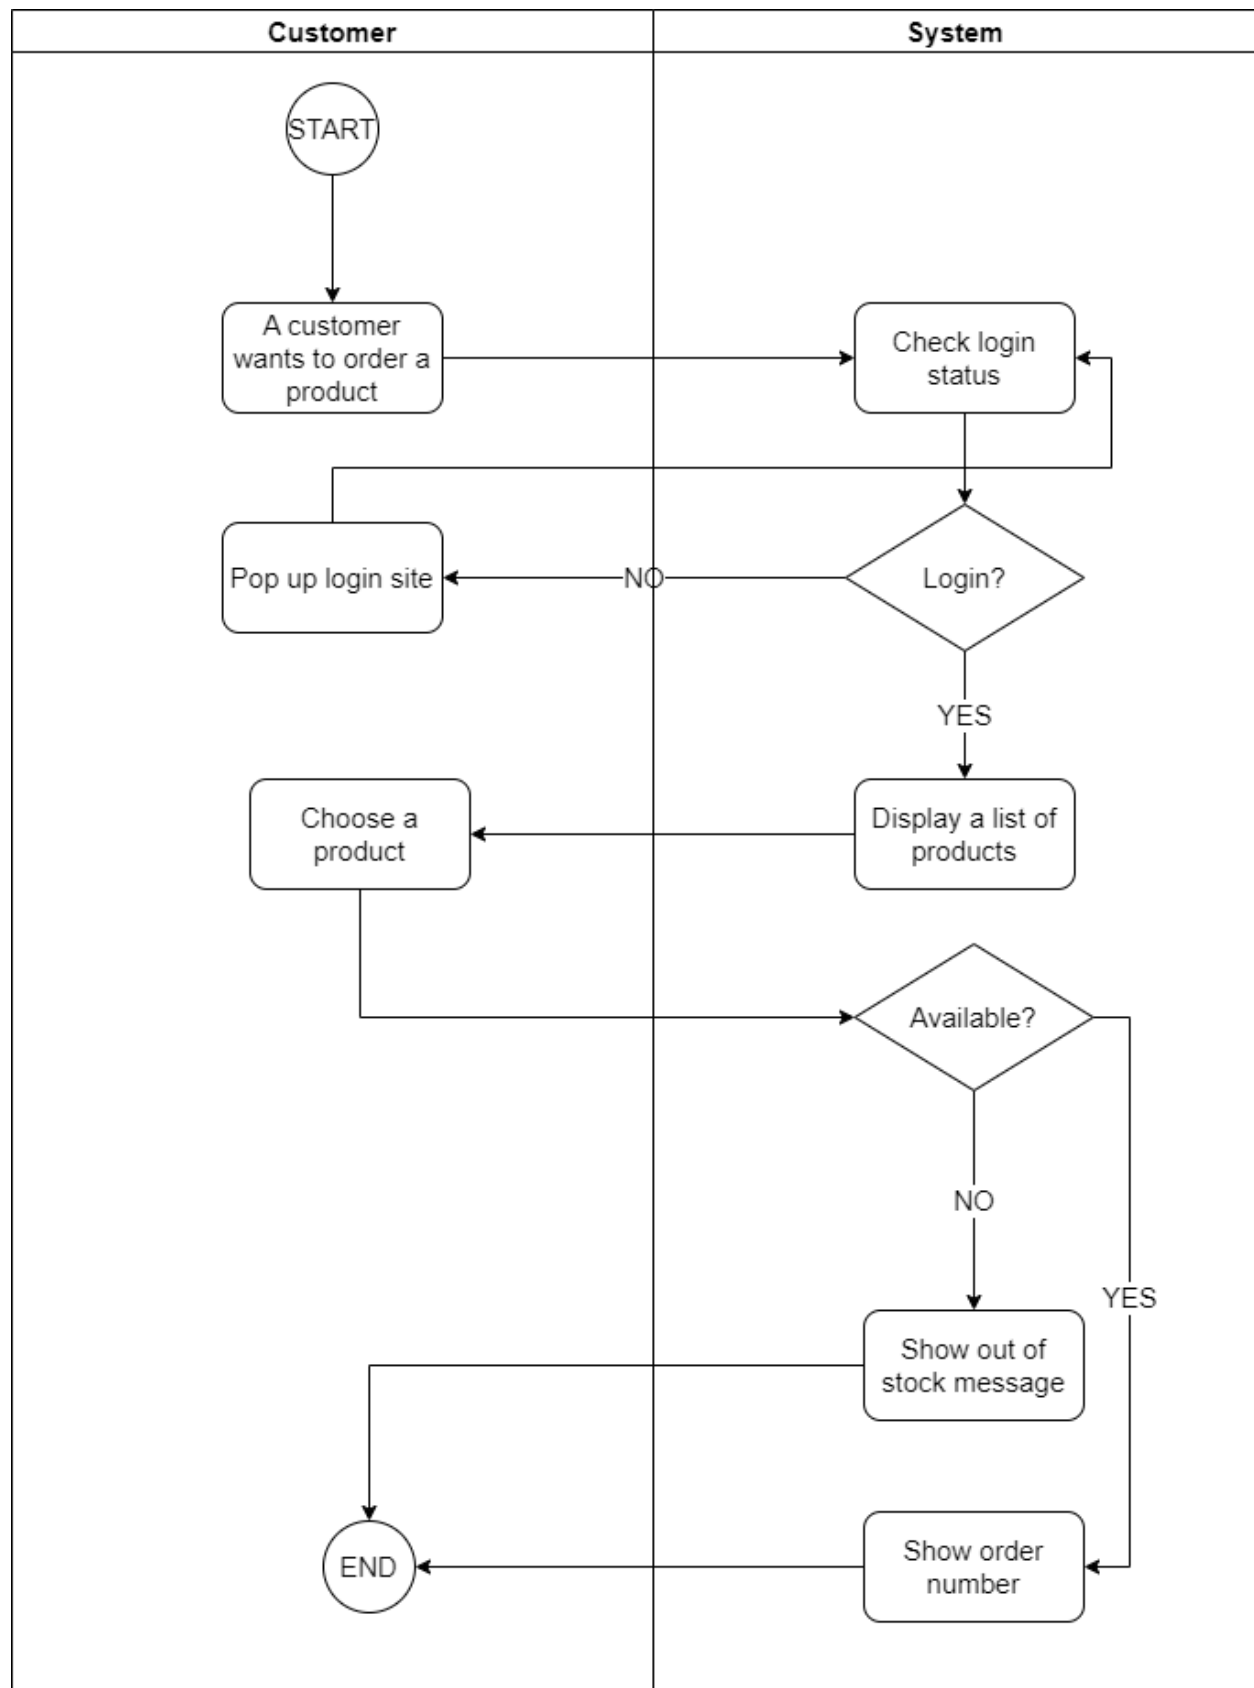 Customer
System
START
A customer
wants to order a
product
Check login
status
Pop up login site
NO
Login?
YES
Choose a
product
Display a list of
products
Available?
NO
YES
Show out of
stock message
END
Show order
number